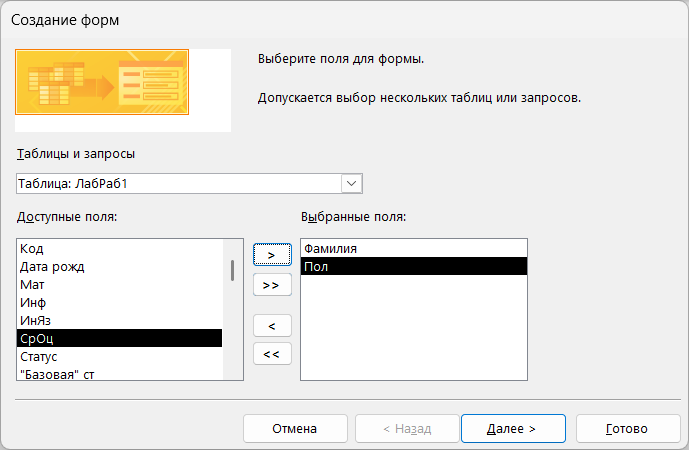 Создание форм
Выберите поля для формы.
Допускается выбор нескольких таблиц или запросов.
Таблицы и запросы
Таблица: ЛабРаб1
Доступные поля:
Выбранные поля:
Код
Дата рожд
Мат
Инф
ИнЯз
СрОц
Статус
"Базовая" ст
>
>>
<
<<
Фамилия
Пол
Отмена
< Назад
Далее >
Готово